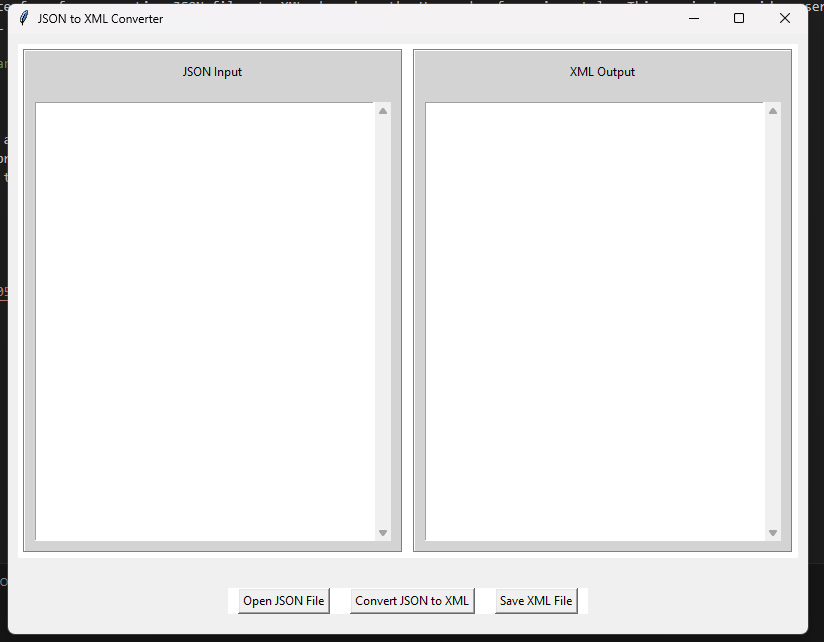 JSON to XML Converter
JSON Input
XML Output
Open JSON File
Convert JSON to XML
Save XML File